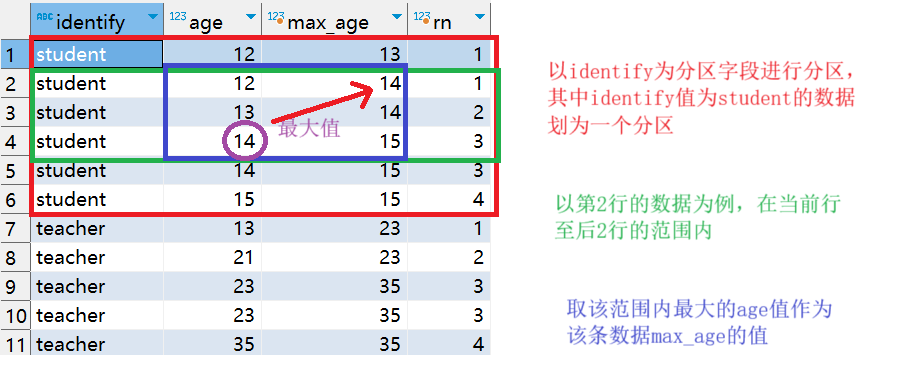 ABC identify 123 age 123 max_age 123 rn
1 student 12 13 1
2 student 12 14 1
3 student 13 14 2
最大值
4 student 14 15 3
5 student 14 15 3
6 student 15 15 4
7 teacher 13 23 1
8 teacher 21 23 2
9 teacher 23 35 3
10 teacher 23 35 3
11 teacher 35 35 4
以identify为分区字段进行分区，
其中identify值为student的数据
划为一个分区
以第2行的数据为例，在当前行
至后2行的范围内
取该范围内最大的age值作为
该条数据max_age的值